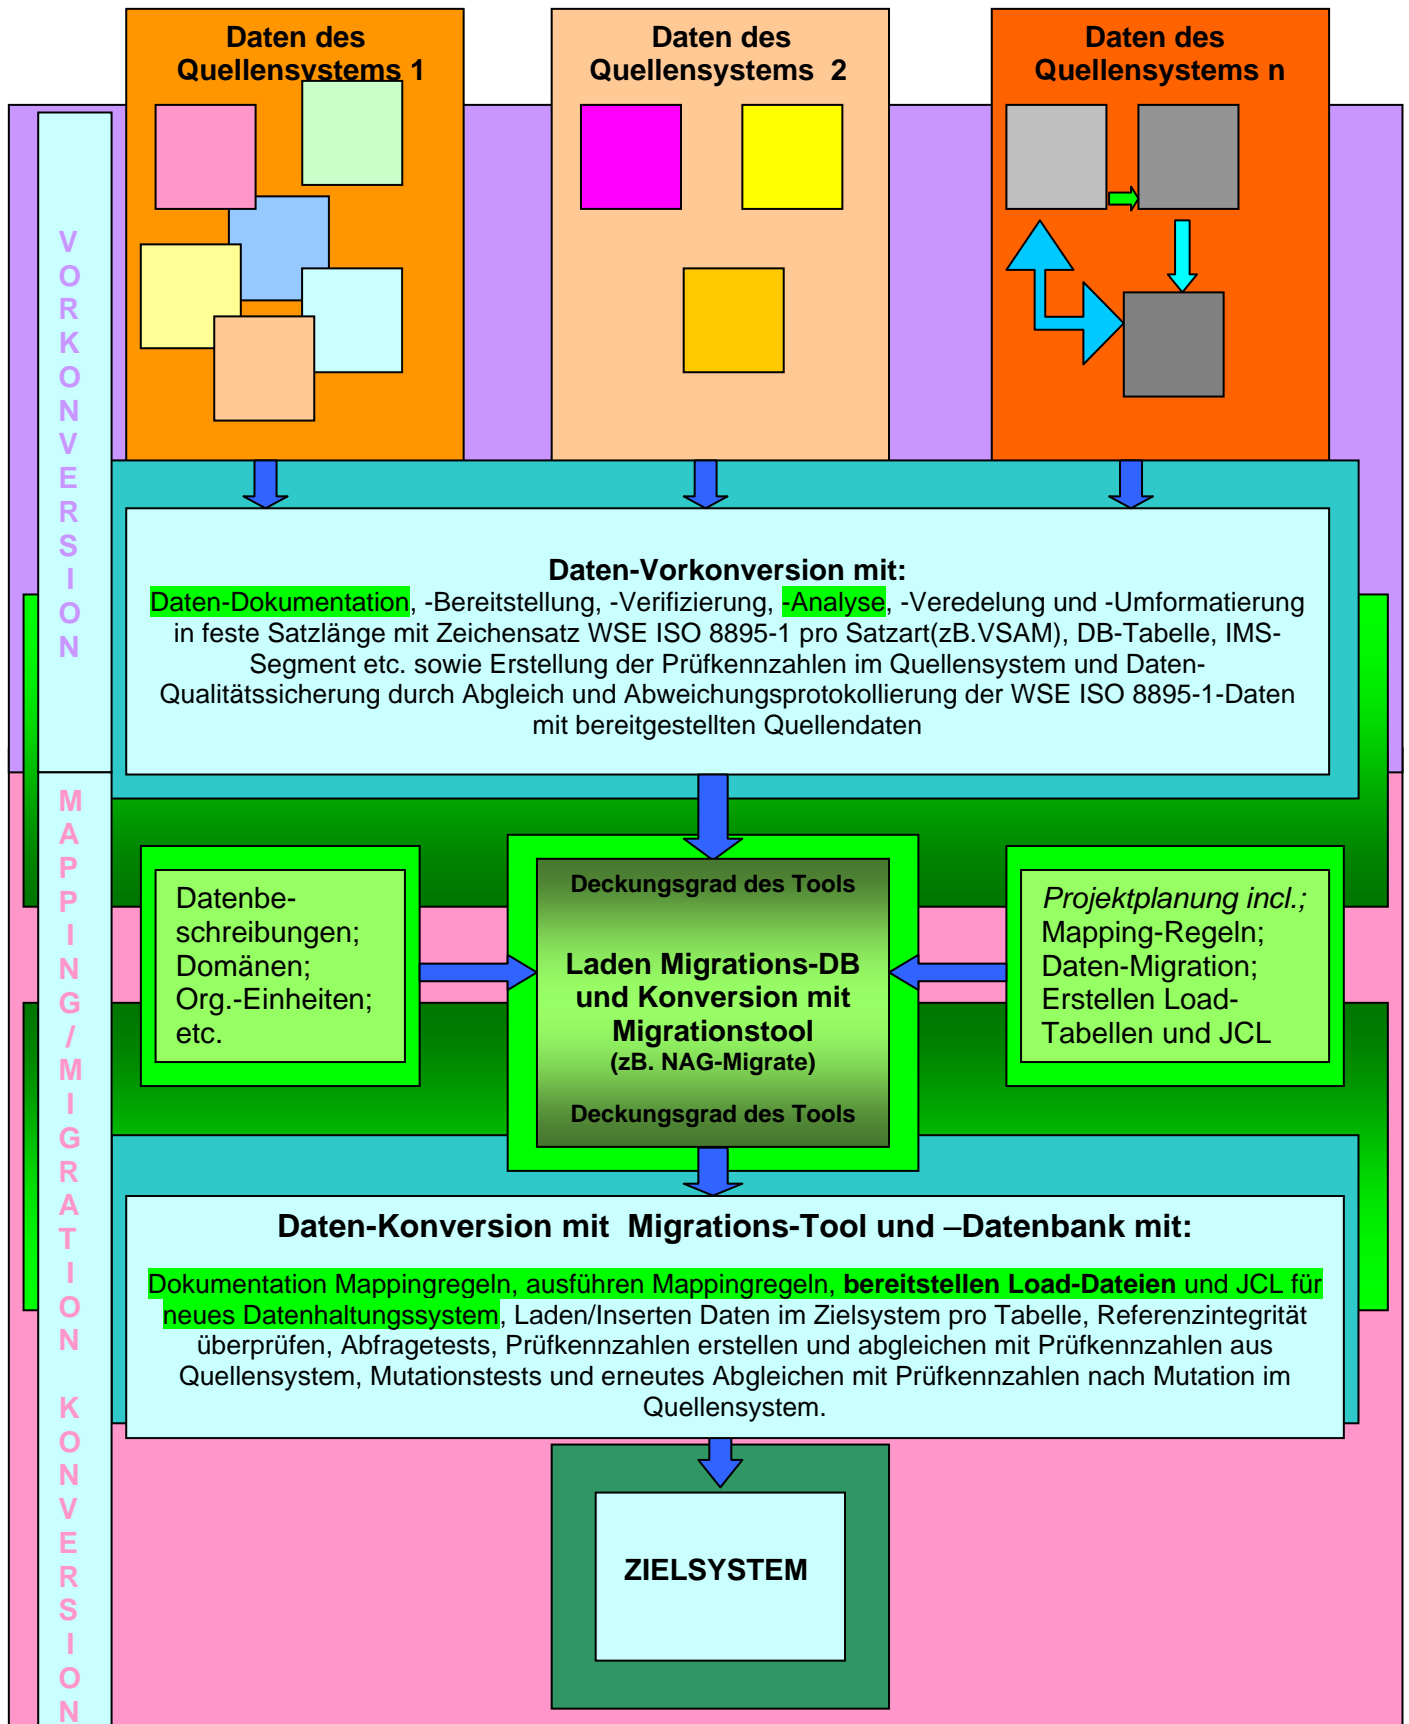 Daten des
Quellensystems 1
Daten des
Quellensystems 2
Daten des
Quellensystems n
VORKONVERSION
Daten-Vorkonversion mit:
Daten-Dokumentation, -Bereitstellung, -Verifizierung, -Analyse, -Veredelung und -Umformatierung
in feste Satzlänge mit Zeichensatz WSE ISO 8895-1 pro Satzart(zB.VSAM), DB-Tabelle, IMS-
Segment etc. sowie Erstellung der Prüfkennzahlen im Quellensystem und Daten-
Qualitätssicherung durch Abgleich und Abweichungsprotokollierung der WSE ISO 8895-1-Daten
mit bereitgestellten Quellendaten
MAPPING/MIGRATION KONVERSION
Datenbe-
schreibungen;
Domänen;
Org.-Einheiten;
etc.
Deckungsgrad des Tools
Laden Migrations-DB
und Konversion mit
Migrationstool
(zB. NAG-Migrate)
Deckungsgrad des Tools
Projektplanung incl.;
Mapping-Regeln;
Daten-Migration;
Erstellen Load-
Tabellen und JCL
Daten-Konversion mit Migrations-Tool und –Datenbank mit:
Dokumentation Mappingregeln, ausführen Mappingregeln, bereitstellen Load-Dateien und JCL für
neues Datenhaltungssystem, Laden/Inserten Daten im Zielsystem pro Tabelle, Referenzintegrität
überprüfen, Abfragetests, Prüfkennzahlen erstellen und abgleichen mit Prüfkennzahlen aus
Quellensystem, Mutationstests und erneutes Abgleichen mit Prüfkennzahlen nach Mutation im
Quellensystem.
ZIELSYSTEM